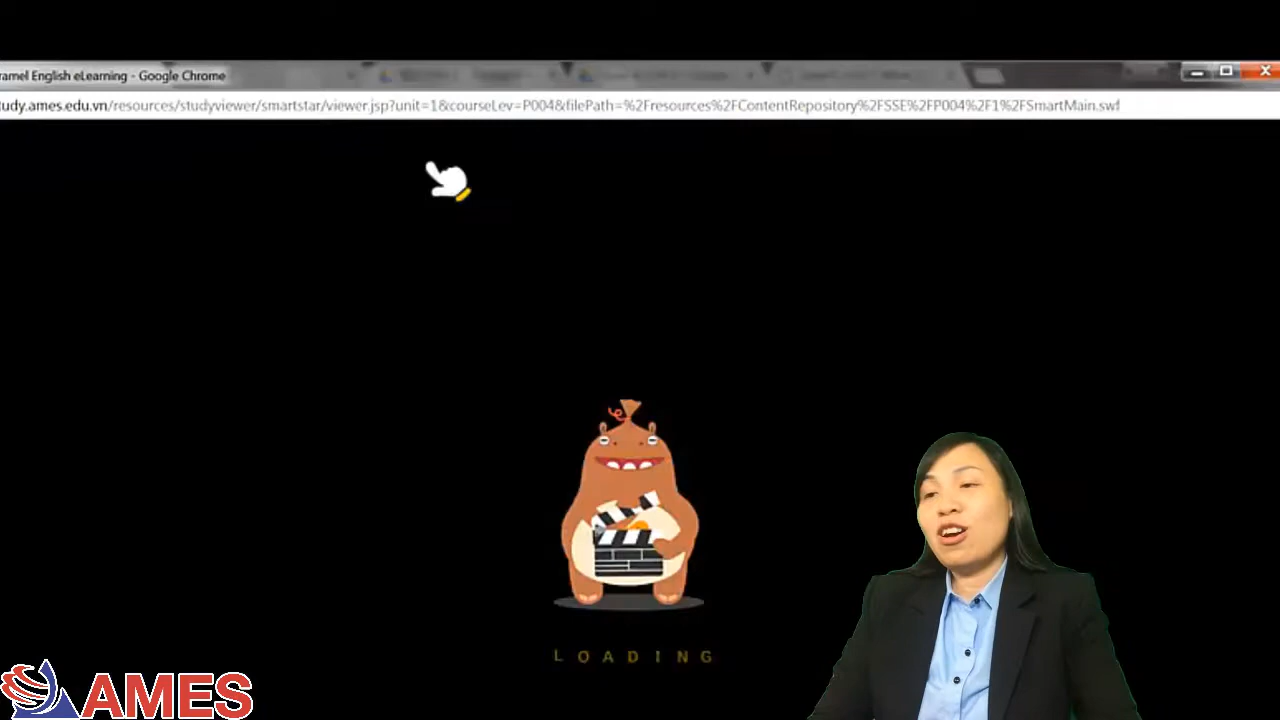 ramel English eLearning - Google Chrome
tudy.ames.edu.vn/resources/studyviewer/smartstar/viewer.jsp?unit=1&courseLev=P004&filePath=%2Fresources%2FContentRepository%2FSSE%2FP004%2F1%2FSmartMain.swf
LOADING
AMES